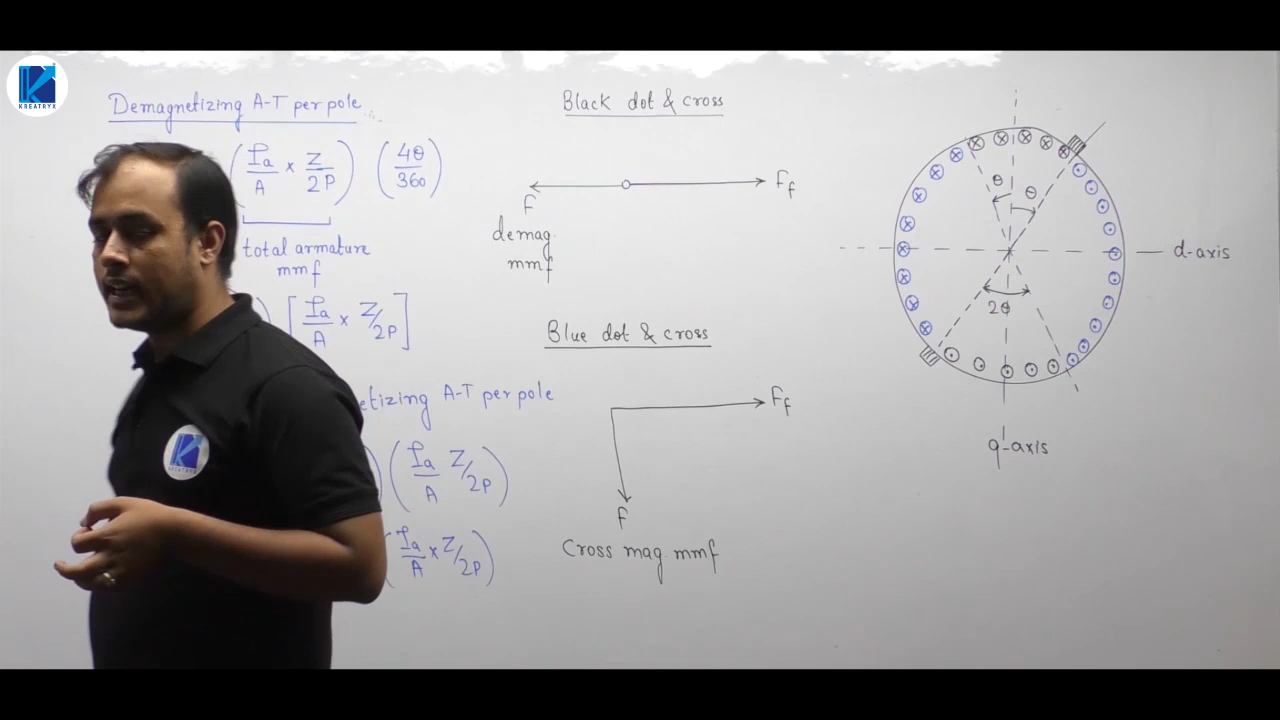 KREATRYX
Demagnetizing A-T per pole
(Ia/A × Z/2P) (4θ/360)
total armature
mmf
[Ia/A × Z/2P]
etizing A-T per pole
) (Ia/A Z/2P)
(Ia/A × Z/2P)
Black dot & cross
F
Ff
demag.
mmf
Blue dot & cross
Ff
F
Cross mag. mmf
θ
θ
d-axis
q-axis
KREATRYX